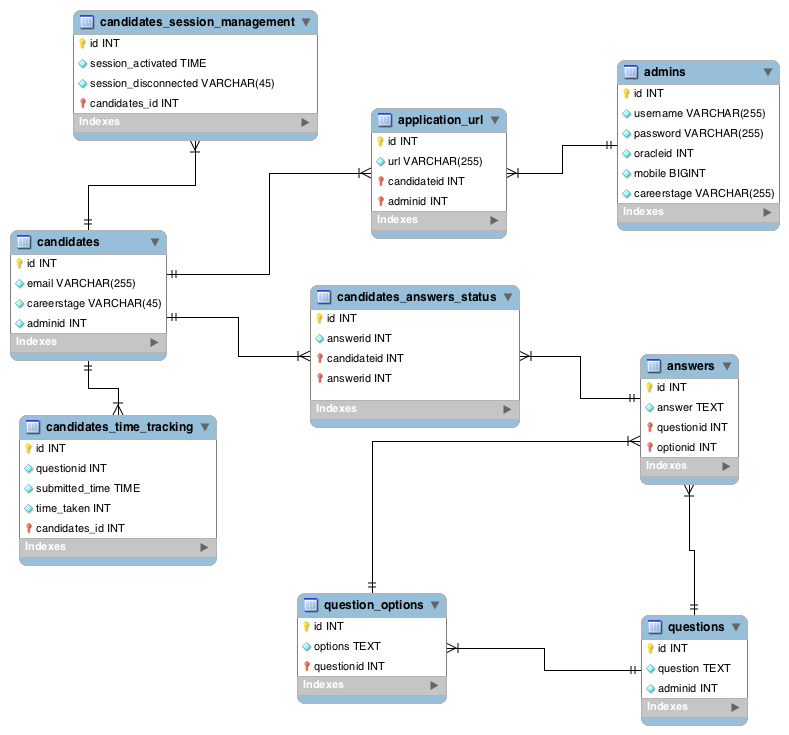 candidates_session_management
id INT
session_activated TIME
session_disconnected VARCHAR(45)
candidates_id INT
Indexes
admins
id INT
username VARCHAR(255)
password VARCHAR(255)
oracleid INT
mobile BIGINT
careerstage VARCHAR(255)
Indexes
application_url
id INT
url VARCHAR(255)
candidateid INT
adminid INT
Indexes
candidates
id INT
email VARCHAR(255)
careerstage VARCHAR(45)
adminid INT
Indexes
candidates_answers_status
id INT
answerid INT
candidateid INT
answerid INT
Indexes
answers
id INT
answer TEXT
questionid INT
optionid INT
Indexes
candidates_time_tracking
id INT
questionid INT
submitted_time TIME
time_taken INT
candidates_id INT
Indexes
question_options
id INT
options TEXT
questionid INT
Indexes
questions
id INT
question TEXT
adminid INT
Indexes